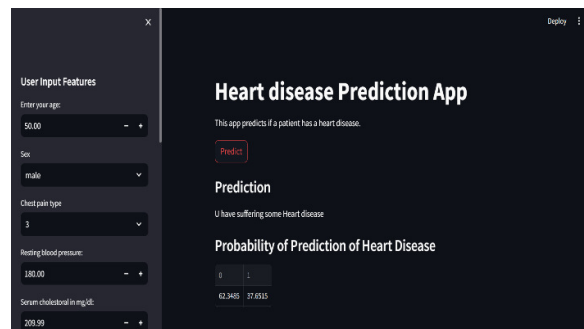 Deploy
User Input Features
Enter your age:
50.00
Sex
male
Chest pain type
3
Resting blood pressure:
180.00
Serum cholestoral in mg/dl:
209.99
Heart disease Prediction App
This app predicts if a patient has a heart disease.
Predict
Prediction
U have suffering some Heart disease
Probability of Prediction of Heart Disease
0 1
62.3485 37.6515